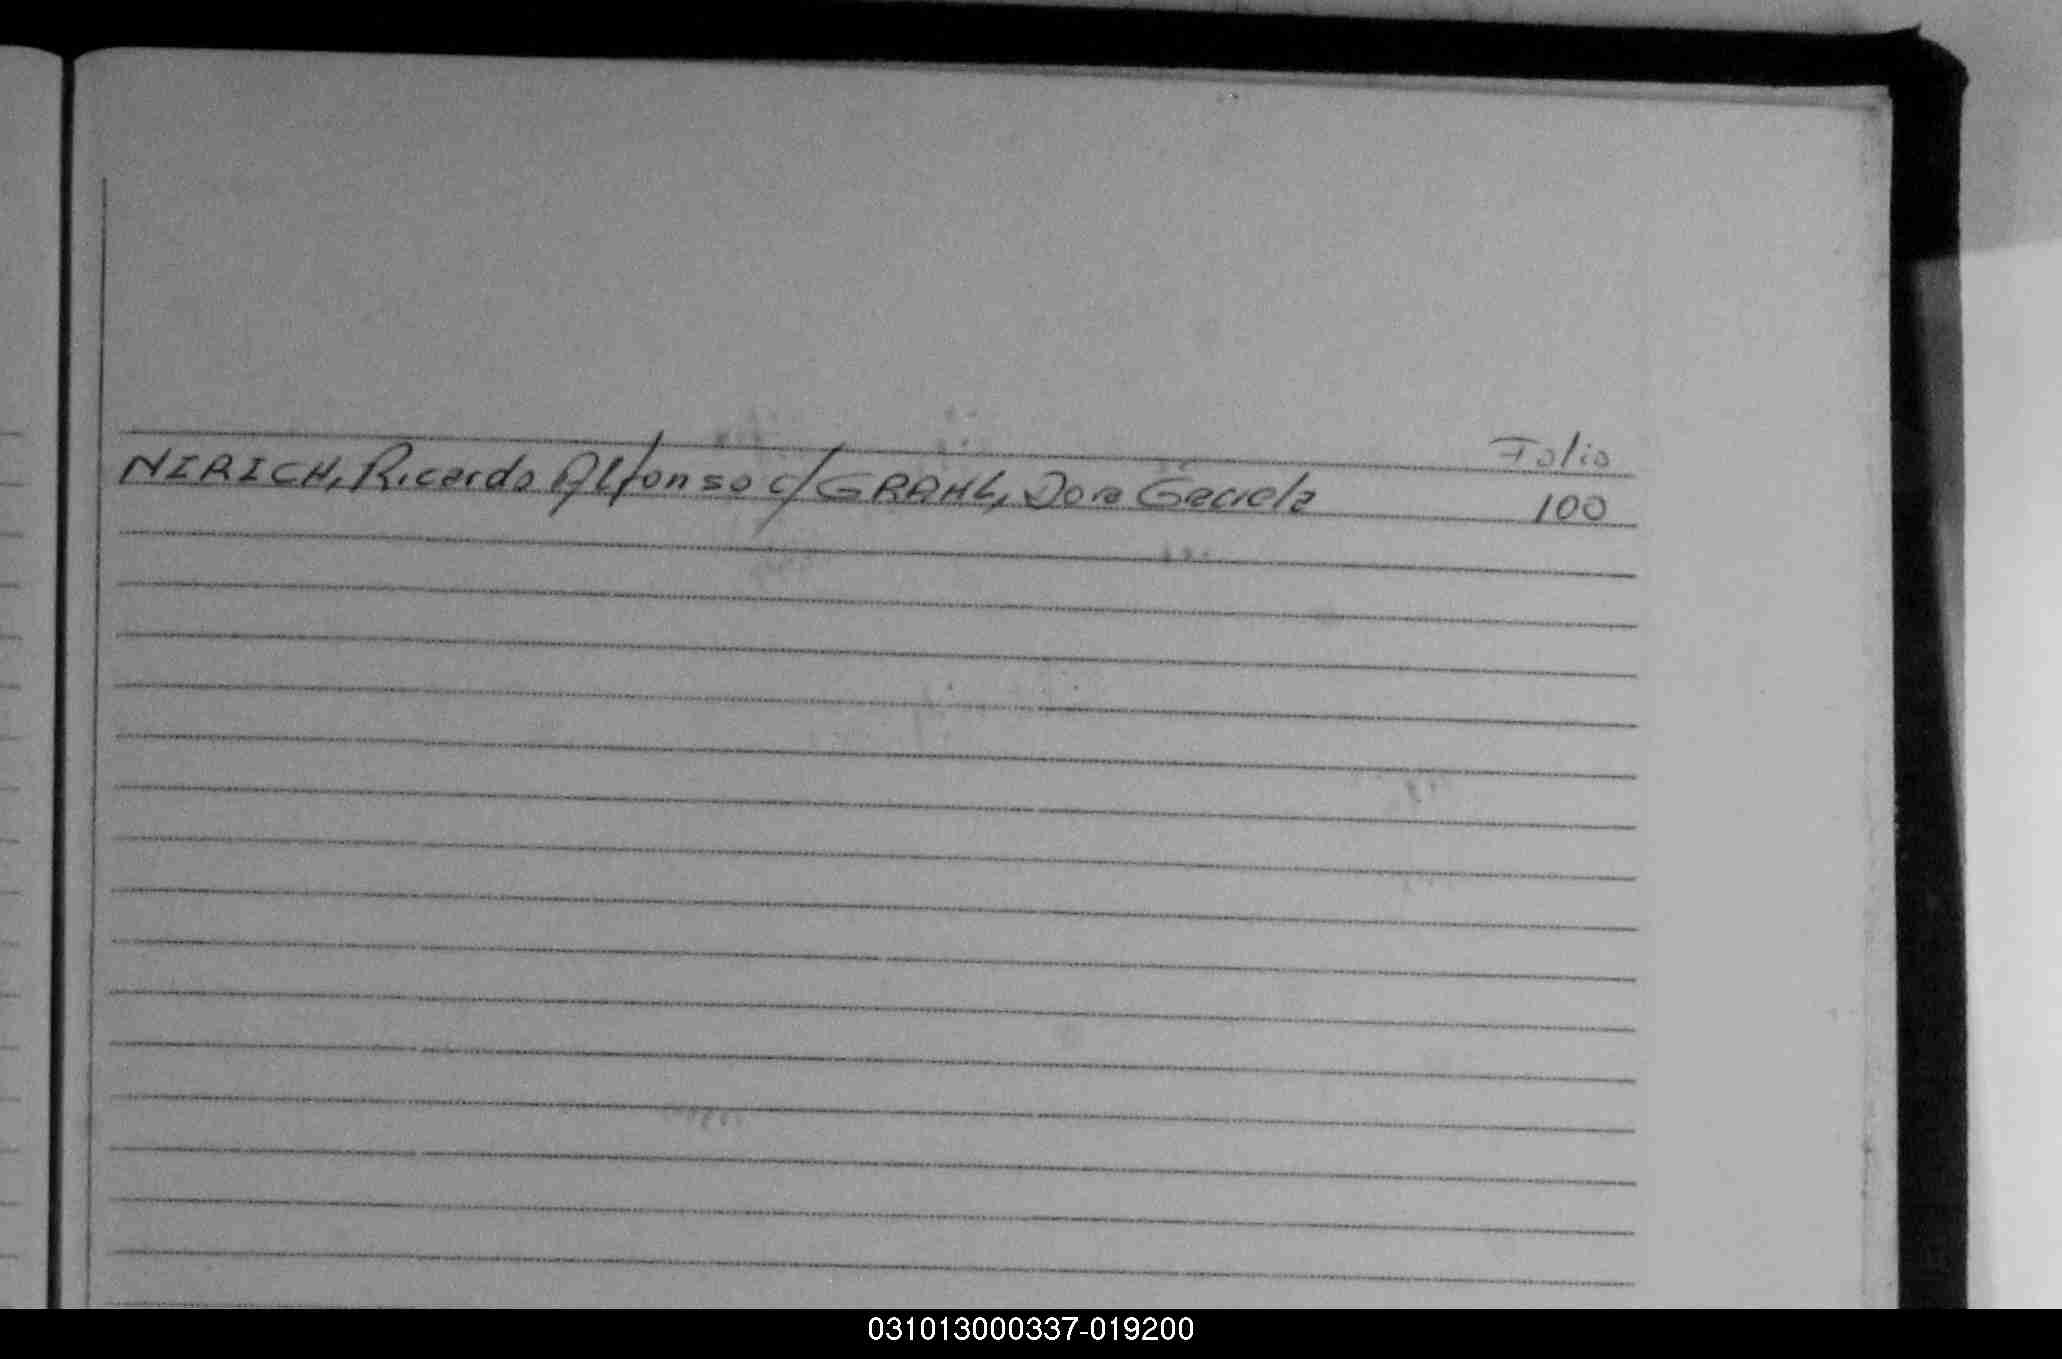 Folio
NIRICH, Ricardo Alfonso c/ GRAHL, Dora Graciela 100
031013000337-019200